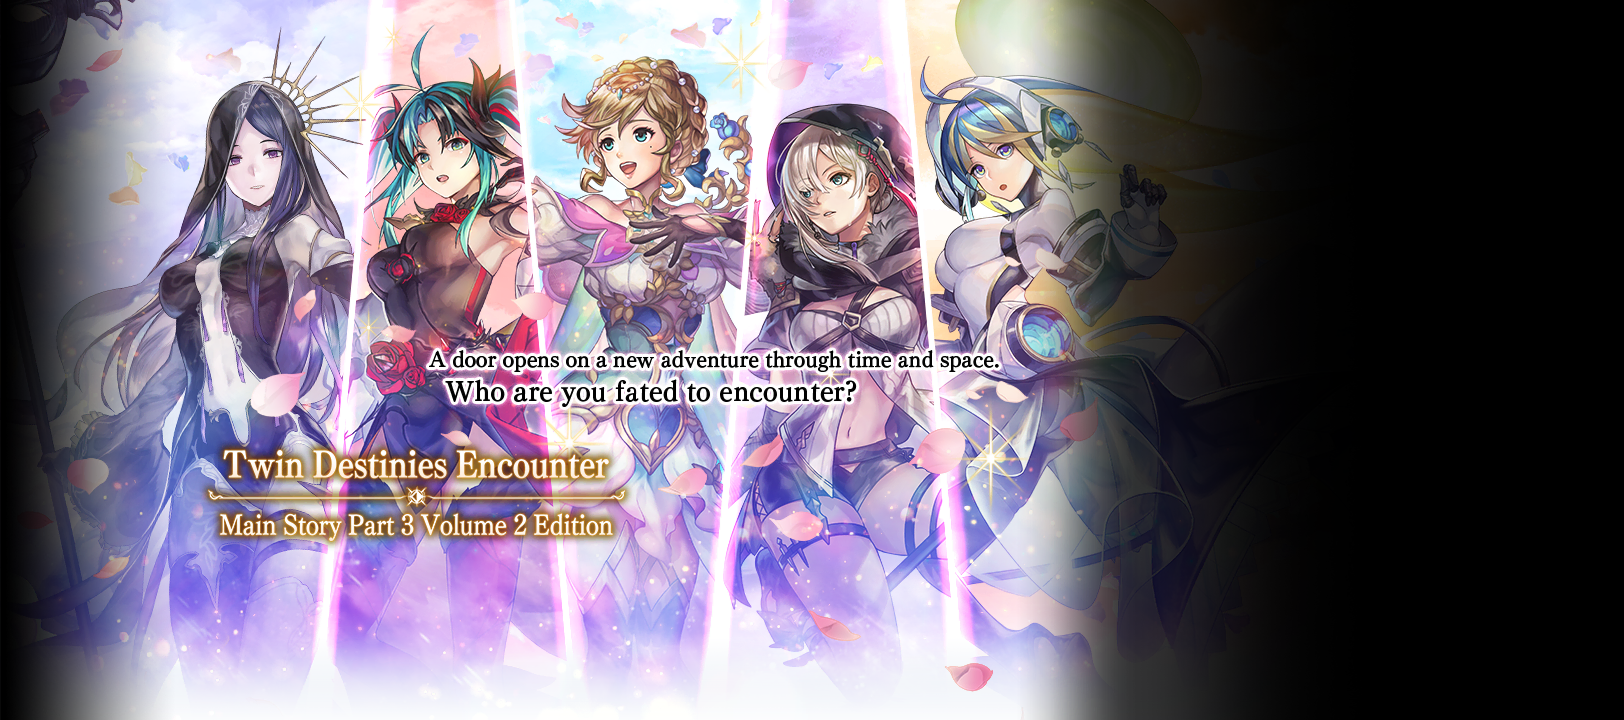 A door opens on a new adventure through time and space.
Who are you fated to encounter?
Twin Destinies Encounter
Main Story Part 3 Volume 2 Edition